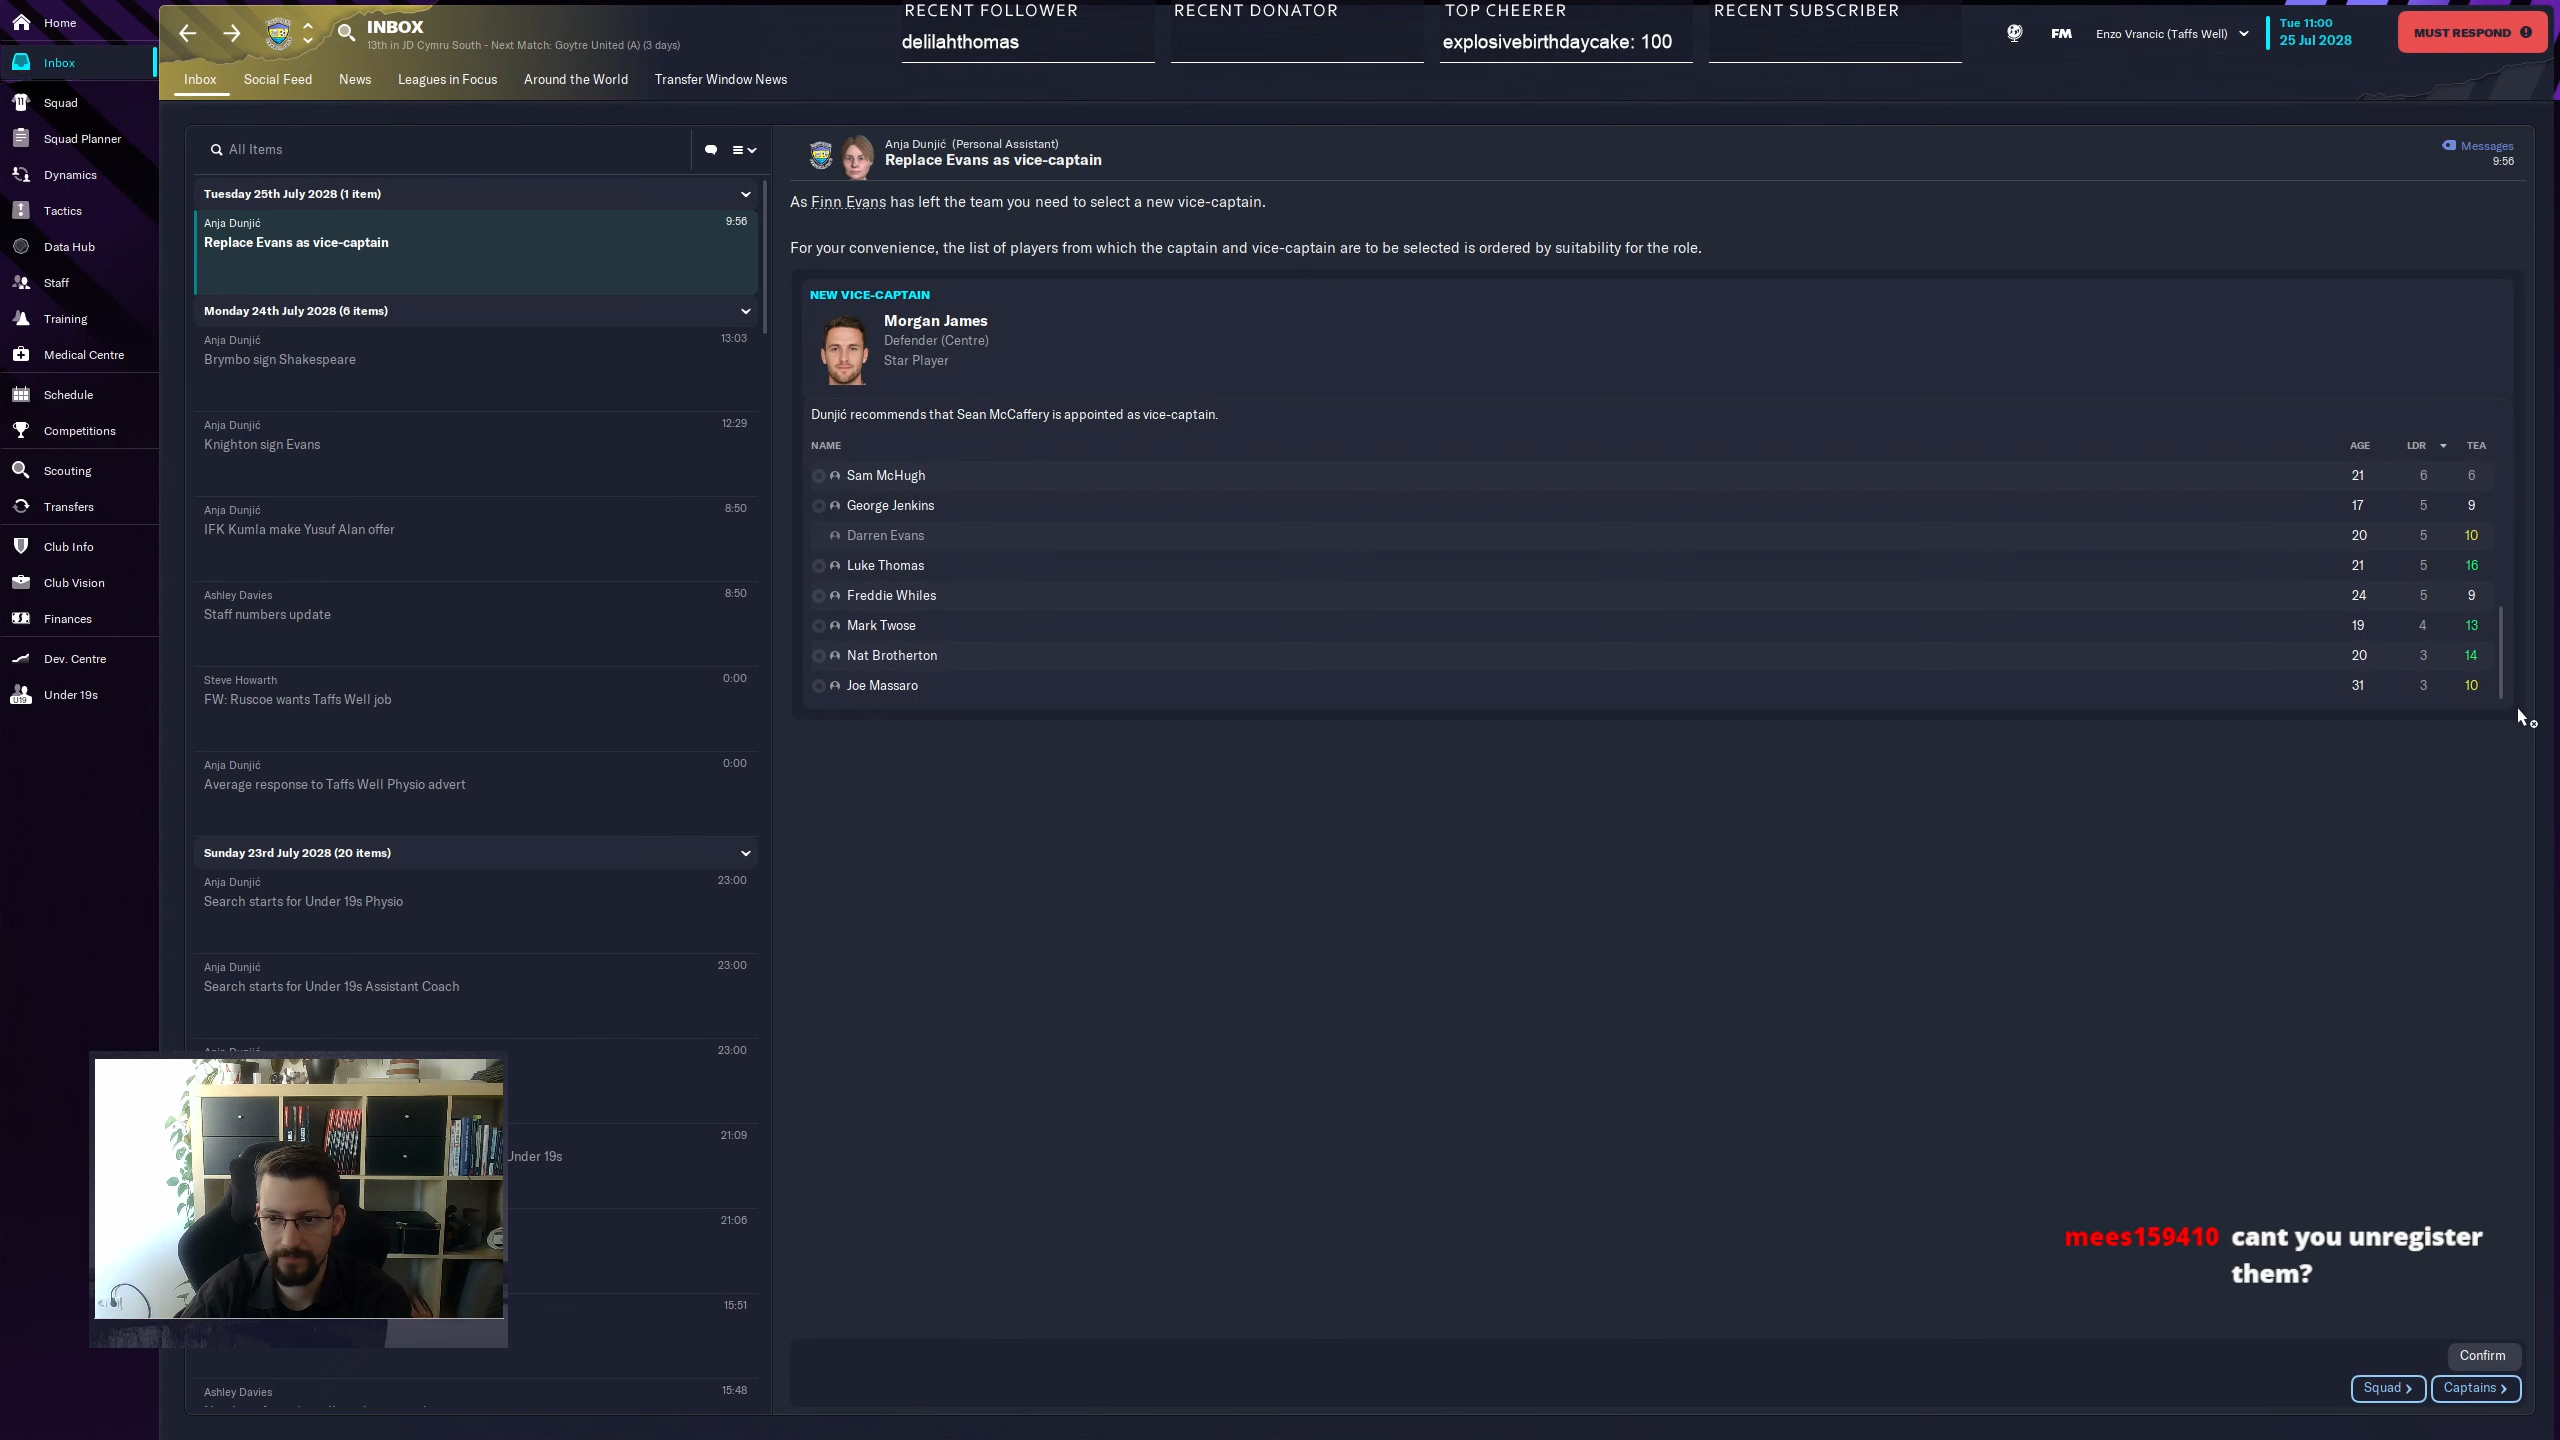 Home
Inbox
Squad
Squad Planner
Dynamics
Tactics
Data Hub
Staff
Training
Medical Centre
Schedule
Competitions
Scouting
Transfers
Club Info
Club Vision
Finances
Dev. Centre
Under 19s
INBOX
13th in JD Cymru South - Next Match: Goytre United (A) (3 days)
Inbox Social Feed News Leagues in Focus Around the World Transfer Window News
RECENT FOLLOWER
delilahthomas
RECENT DONATOR
TOP CHEERER
explosivebirthdaycake: 100
RECENT SUBSCRIBER
FM
Enzo Vrancic (Taffs Well)
Tue 11:00
25 Jul 2028
MUST RESPOND
All Items
Tuesday 25th July 2028 (1 item)
Anja Dunjić 9:56
Replace Evans as vice-captain
Monday 24th July 2028 (6 items)
Anja Dunjić 13:03
Brymbo sign Shakespeare
Anja Dunjić 12:29
Knighton sign Evans
Anja Dunjić 8:50
IFK Kumla make Yusuf Alan offer
Ashley Davies 8:50
Staff numbers update
Steve Howarth 0:00
FW: Ruscoe wants Taffs Well job
Anja Dunjić 0:00
Average response to Taffs Well Physio advert
Sunday 23rd July 2028 (20 items)
Anja Dunjić 23:00
Search starts for Under 19s Physio
Anja Dunjić 23:00
Search starts for Under 19s Assistant Coach
23:00
21:09
Under 19s
21:06
15:51
Ashley Davies 15:48
Anja Dunjić (Personal Assistant)
Replace Evans as vice-captain
Messages
9:56
As Finn Evans has left the team you need to select a new vice-captain.
For your convenience, the list of players from which the captain and vice-captain are to be selected is ordered by suitability for the role.
NEW VICE-CAPTAIN
Morgan James
Defender (Centre)
Star Player
Dunjić recommends that Sean McCaffery is appointed as vice-captain.
NAME AGE LDR TEA
Sam McHugh 21 6 6
George Jenkins 17 5 9
Darren Evans 20 5 10
Luke Thomas 21 5 16
Freddie Whiles 24 5 9
Mark Twose 19 4 13
Nat Brotherton 20 3 14
Joe Massaro 31 3 10
mees159410 cant you unregister
them?
Confirm
Squad Captains